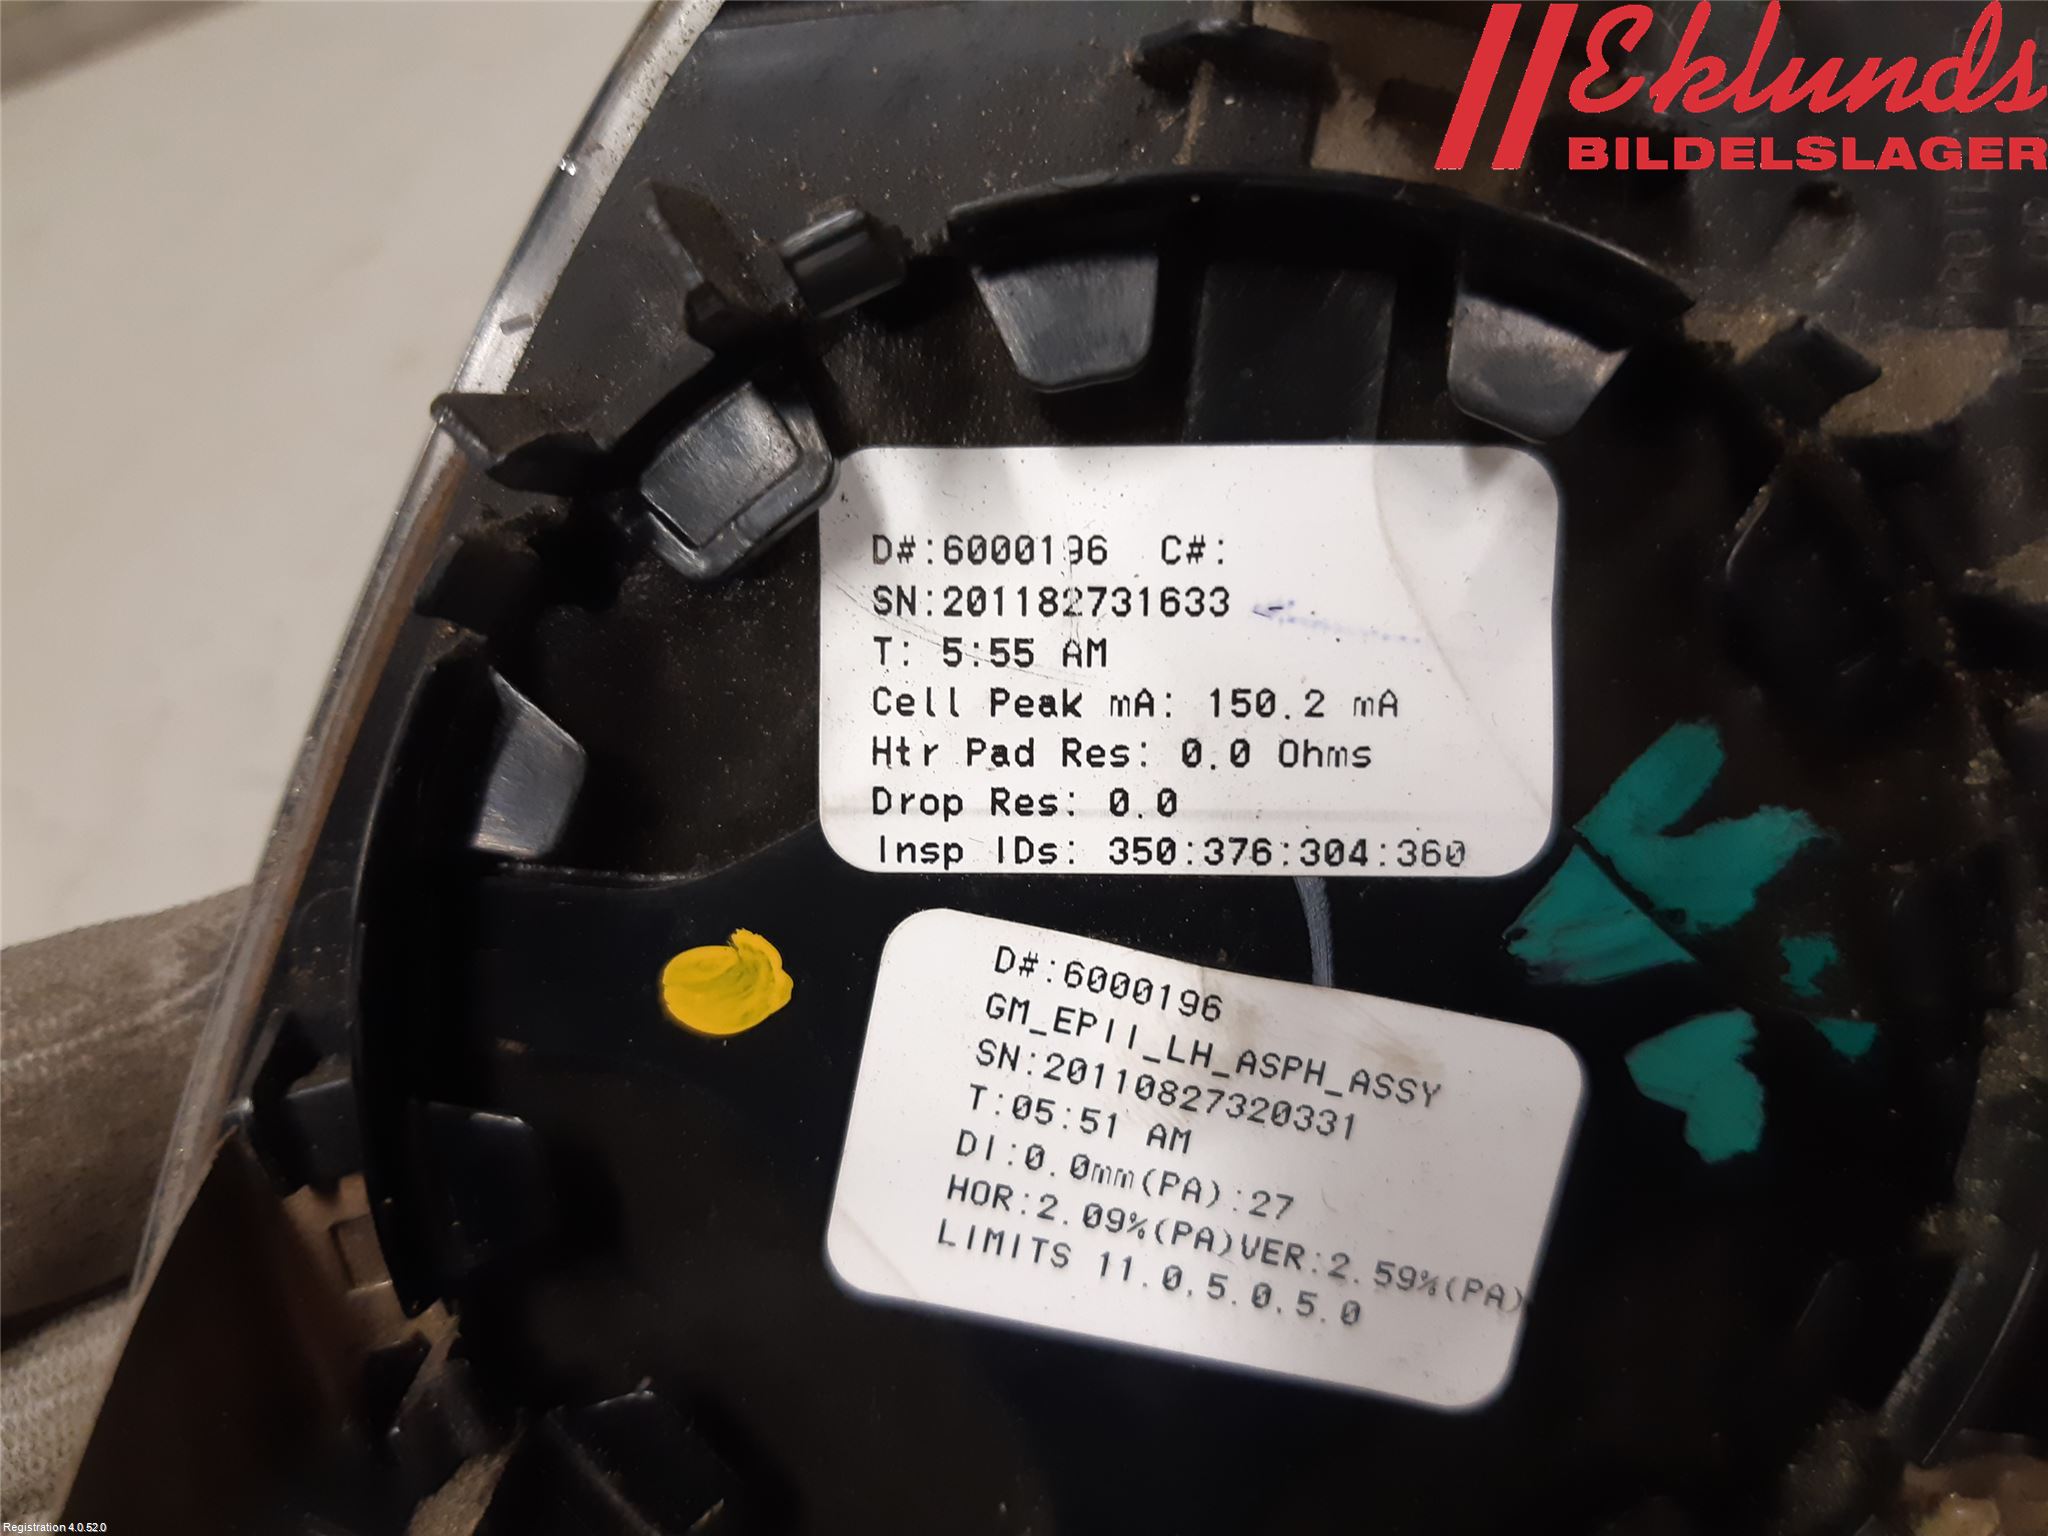 Eklunds
BILDELSLAGER
D#:6000196 C#:
SN:201182731633
T: 5:55 AM
Cell Peak mA: 150.2 mA
Htr Pad Res: 0.0 Ohms
Drop Res: 0.0
Insp IDs: 350:376:304:360
D#:6000196
GM_EPII_LH_ASPH_ASSY
SN:20110827320331
T:05:51 AM
DI:0.0mm(PA):27
HOR:2.09%(PA)VER:2.59%(PA)
LIMITS 11.0,5.0,5.0
Registration 4.0.52.0